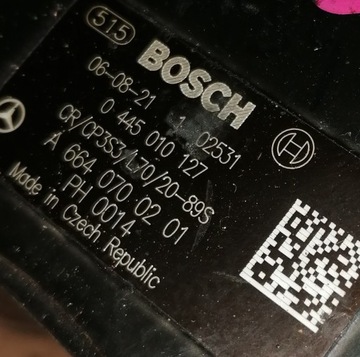 515
BOSCH
06-08-21 1 02531
0 445 010 127
CR/CP3S3/L70/20-89S
A 664 070 02 01
PH 0014
Made in Czech Republic